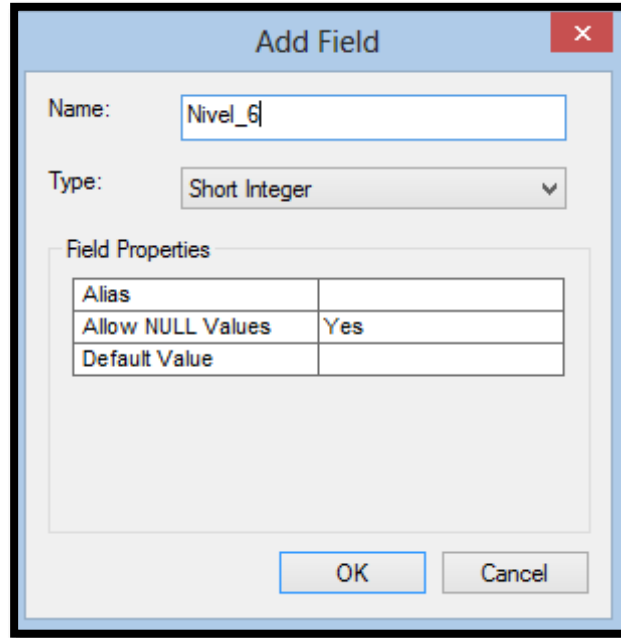 Add Field
Name: Nivel_6
Type: Short Integer
Field Properties
Alias
Allow NULL Values Yes
Default Value
OK Cancel